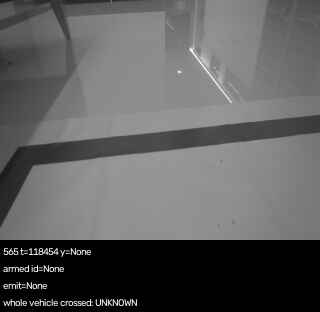 565 t=118454 y=None
armed id=None
emit=None
whole vehicle crossed: UNKNOWN